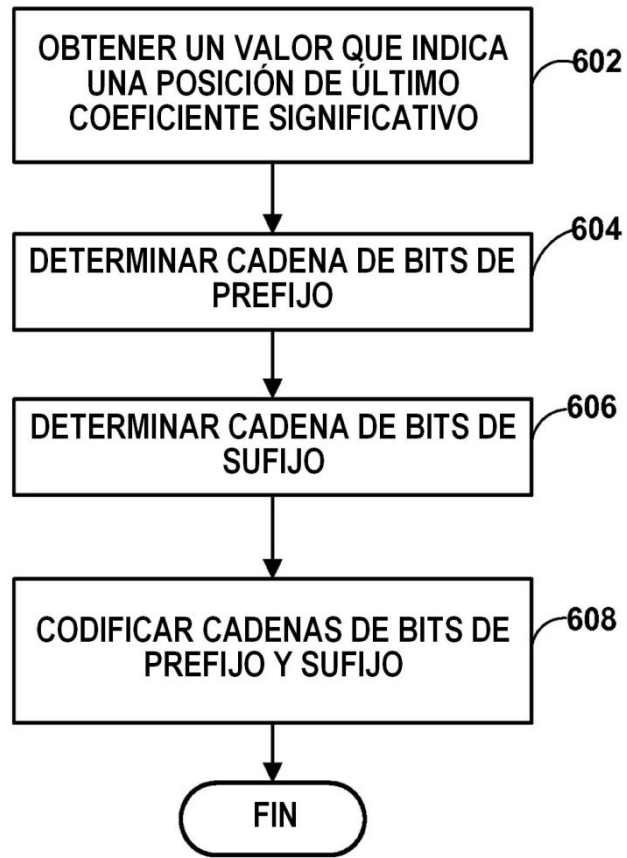 OBTENER UN VALOR QUE INDICA
UNA POSICIÓN DE ÚLTIMO
COEFICIENTE SIGNIFICATIVO
602
DETERMINAR CADENA DE BITS DE
PREFIJO
604
DETERMINAR CADENA DE BITS DE
SUFIJO
606
CODIFICAR CADENAS DE BITS DE
PREFIJO Y SUFIJO
608
FIN